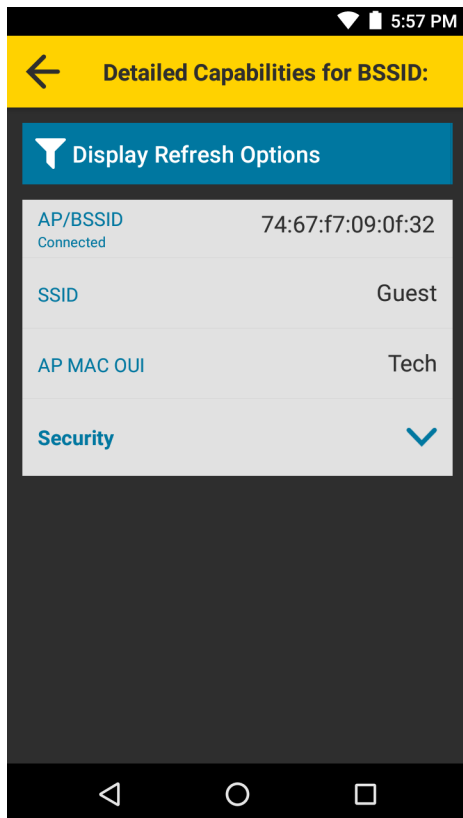 5:57 PM
Detailed Capabilities for BSSID:
Display Refresh Options
AP/BSSID 74:67:f7:09:0f:32
Connected
SSID Guest
AP MAC OUI Tech
Security